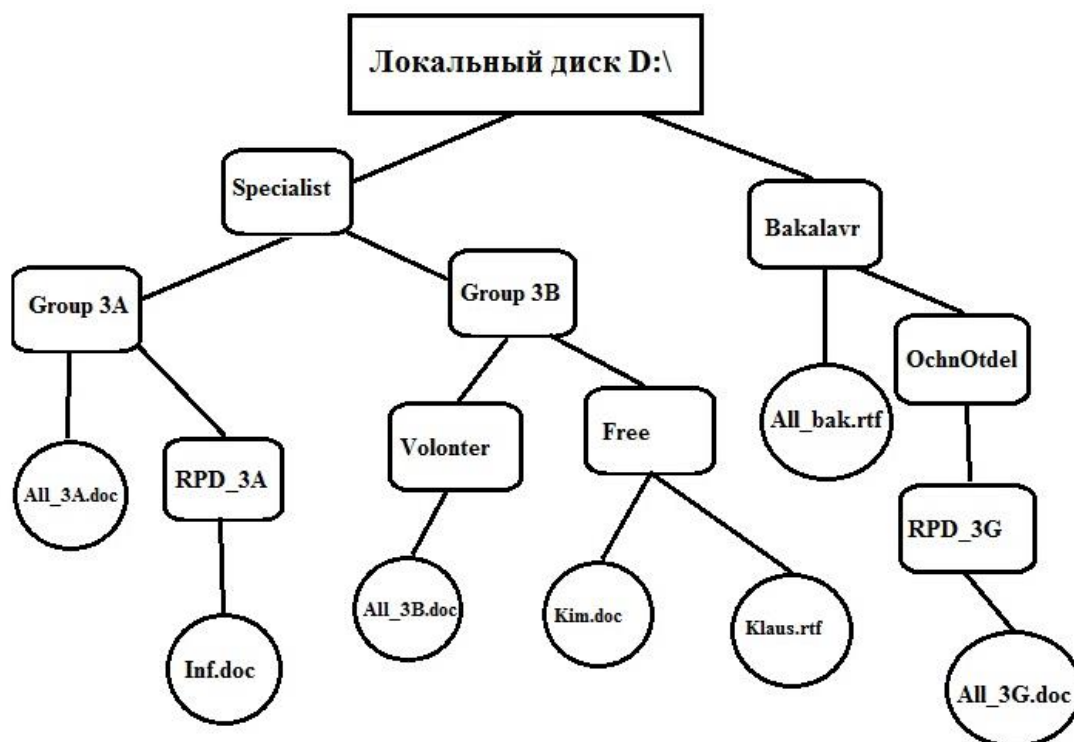 Локальный диск D:\
Specialist
Bakalavr
Group 3A
Group 3B
OchnOtdel
All_bak.rtf
Volonter
Free
All_3A.doc
RPD_3A
RPD_3G
All_3B.doc
Kim.doc
Klaus.rtf
Inf.doc
All_3G.doc